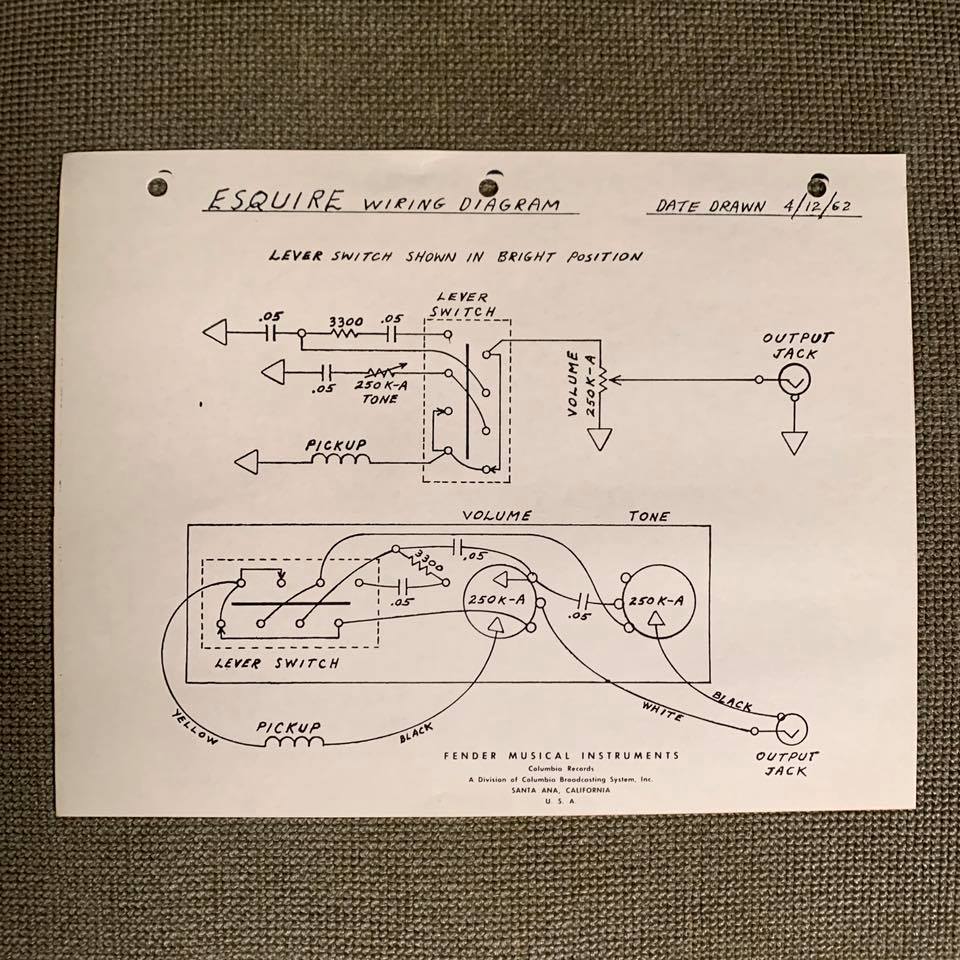 ESQUIRE WIRING DIAGRAM
DATE DRAWN 4/12/62
LEVER SWITCH SHOWN IN BRIGHT POSITION
LEVER
SWITCH
.05
3300
.05
.05
250K-A
TONE
PICKUP
VOLUME
250K-A
OUTPUT
JACK
VOLUME
TONE
.05
3300
.05
250K-A
.05
250K-A
LEVER SWITCH
YELLOW
PICKUP
BLACK
WHITE
BLACK
OUTPUT
JACK
FENDER MUSICAL INSTRUMENTS
Columbia Records
A Division of Columbia Broadcasting System, Inc.
SANTA ANA, CALIFORNIA
U. S. A.